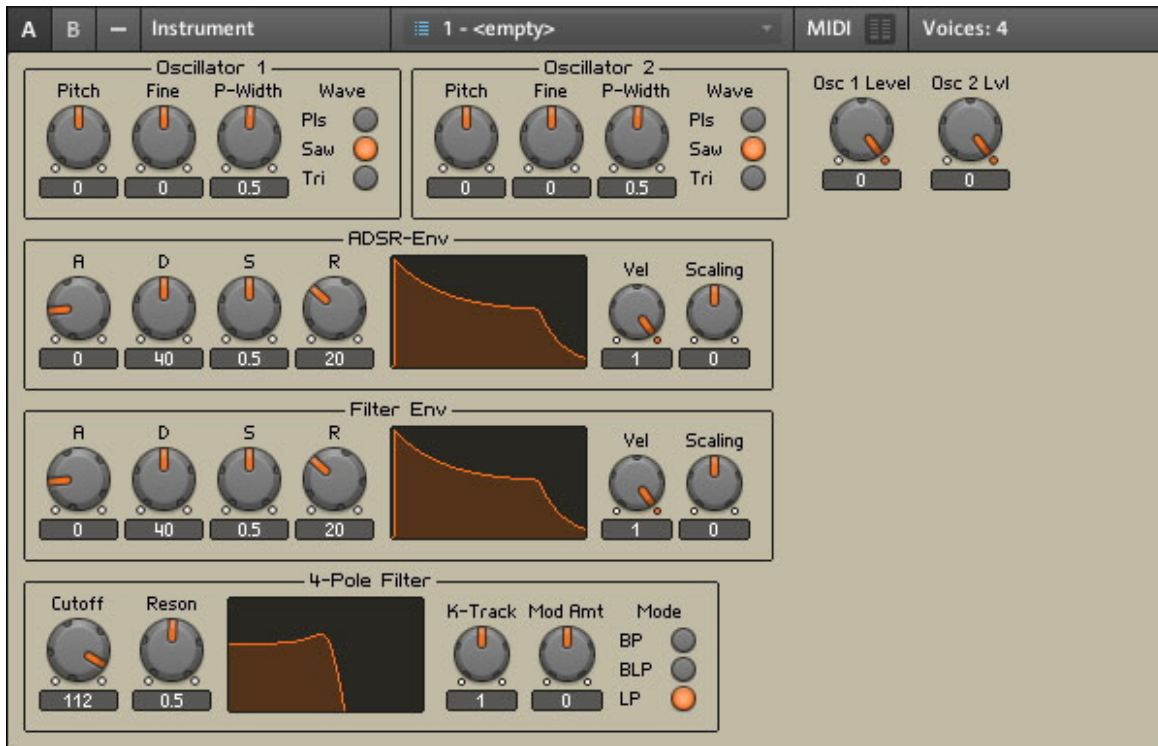 A B – Instrument 1 - <empty> MIDI Voices: 4
Oscillator 1 Oscillator 2
Pitch Fine P-Width Wave Pitch Fine P-Width Wave Osc 1 Level Osc 2 Lvl
Pls Pls
Saw Saw
Tri Tri
0 0 0.5 0 0 0.5 0 0
ADSR-Env
A D S R Vel Scaling
0 40 0.5 20 1 0
Filter Env
A D S R Vel Scaling
0 40 0.5 20 1 0
4-Pole Filter
Cutoff Reson K-Track Mod Amt Mode
BP
BLP
112 0.5 1 0 LP